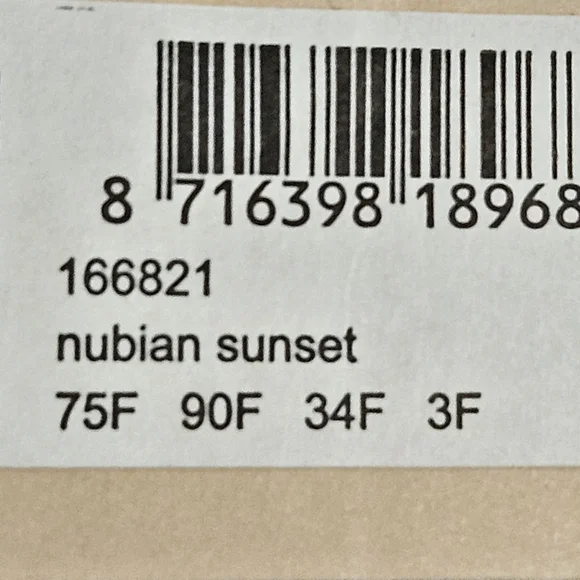 8 716398 18968
166821
nubian sunset
75F 90F 34F 3F